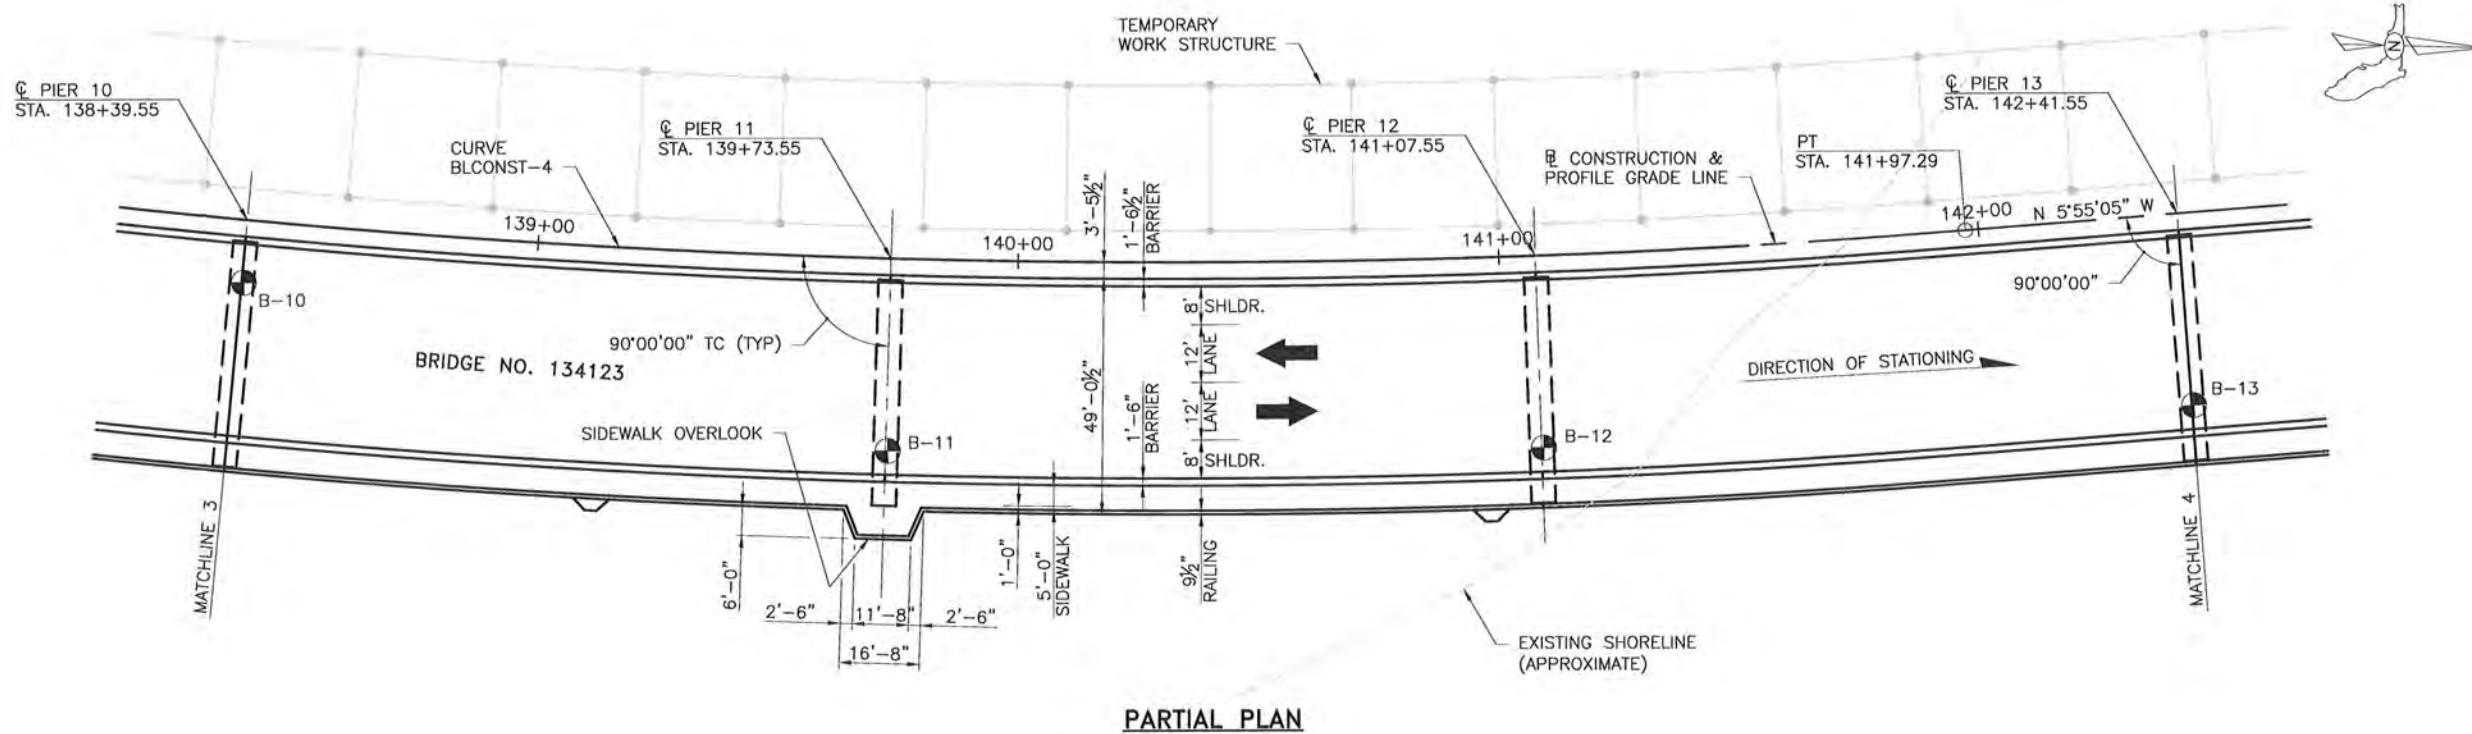 TEMPORARY
WORK STRUCTURE
N
℄ PIER 10
STA. 138+39.55
CURVE
BLCONST-4
℄ PIER 11
STA. 139+73.55
℄ PIER 12
STA. 141+07.55
℄ PIER 13
STA. 142+41.55
BL CONSTRUCTION &
PROFILE GRADE LINE
PT
STA. 141+97.29
139+00
140+00
141+00
142+00
N 5°55'05" W
3'-5½"
1'-6½"
BARRIER
B-10
90°00'00" TC (TYP)
BRIDGE NO. 134123
8' SHLDR.
12'
LANE
12'
LANE
8' SHLDR.
49'-0½"
1'-6"
BARRIER
DIRECTION OF STATIONING
90°00'00"
B-13
SIDEWALK OVERLOOK
B-11
B-12
MATCHLINE 3
MATCHLINE 4
6'-0"
2'-6"
11'-8"
2'-6"
16'-8"
1'-0"
5'-0"
SIDEWALK
9½"
RAILING
EXISTING SHORELINE
(APPROXIMATE)
PARTIAL PLAN